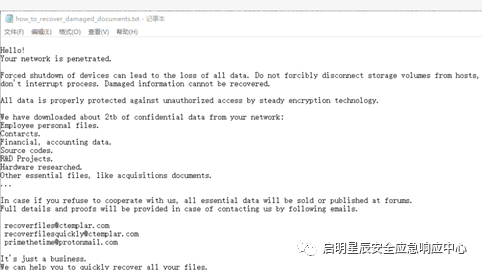 how_to_recover_damaged_documents.txt - 记事本
文件(F) 编辑(E) 格式(O) 查看(V) 帮助(H)
Hello!
Your network is penetrated.
Forced shutdown of devices can lead to the loss of all data. Do not forcibly disconnect storage volumes from hosts,
don't interrupt process. Damaged information cannot be recovered.
All data is properly protected against unauthorized access by steady encryption technology.
We have downloaded about 2tb of confidential data from your network:
Employee personal files.
Contarcts.
Financial, accounting data.
Source codes.
R&D Projects.
Hardware researched.
Other essential files, like acquisitions documents.
...
In case if you refuse to cooperate with us, all essential data will be sold or published at forums.
Full details and proofs will be provided in case of contacting us by following emails.
recoverfiles@ctemplar.com
recoverfilesquickly@ctemplar.com
primethetime@protonmail.com
启明星辰安全应急响应中心
It's just a business.
We can help you to quickly recover all your files.